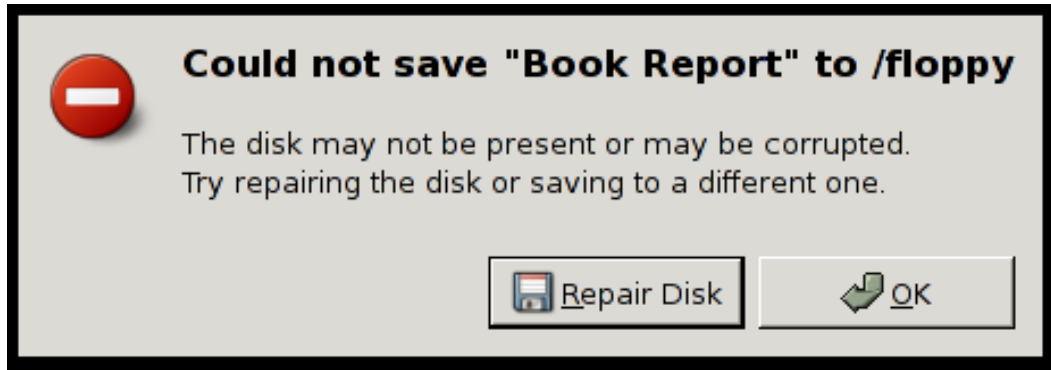 Could not save "Book Report" to /floppy
The disk may not be present or may be corrupted.
Try repairing the disk or saving to a different one.
Repair Disk
OK